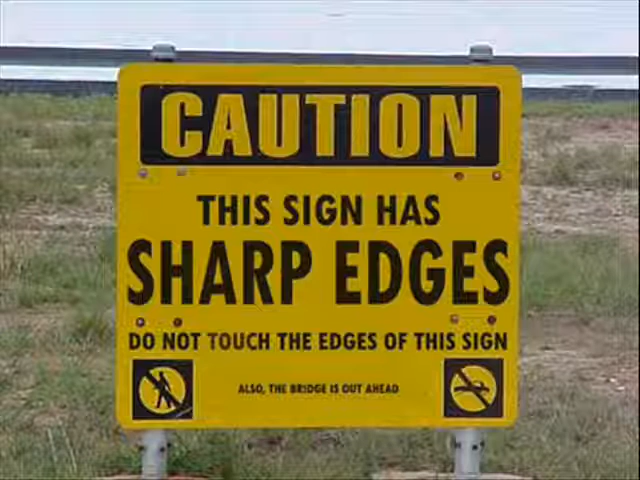 CAUTION
THIS SIGN HAS
SHARP EDGES
DO NOT TOUCH THE EDGES OF THIS SIGN
ALSO, THE BRIDGE IS OUT AHEAD